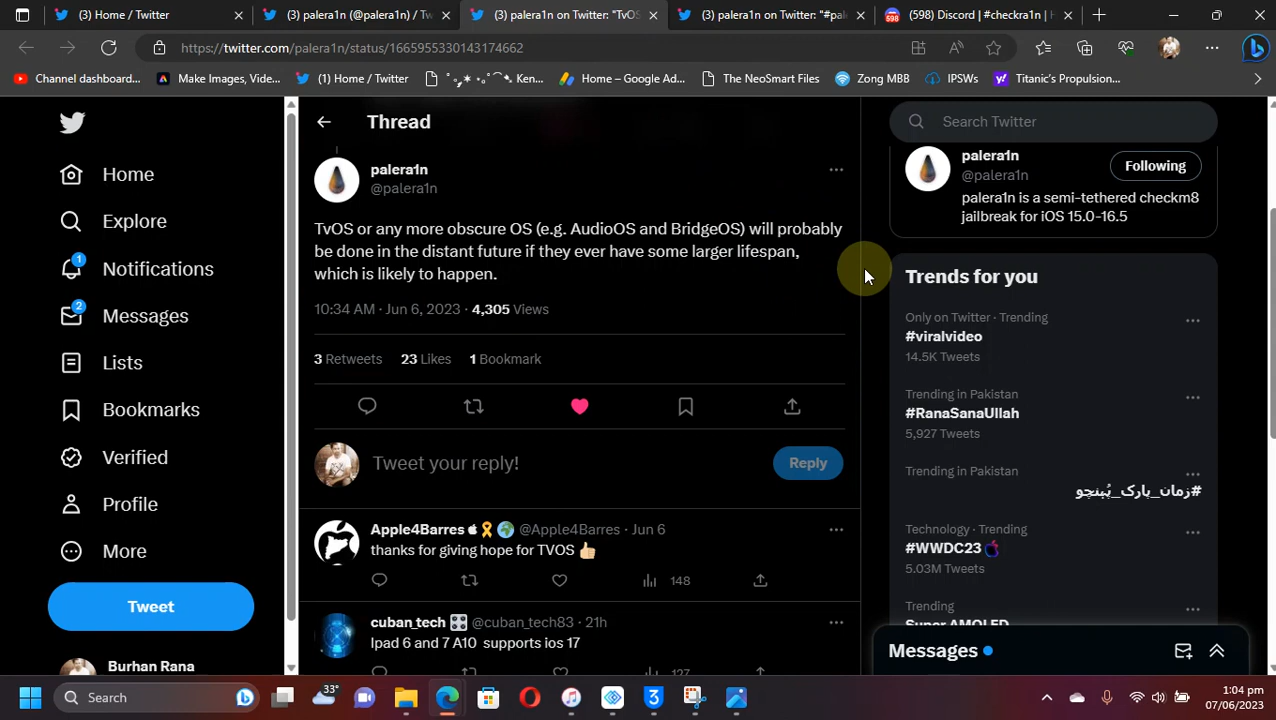 (3) Home / Twitter
(3) palera1n (@palera1n) / Tw
(3) palera1n on Twitter: "TvOS
(3) palera1n on Twitter: "#pale
(598) Discord | #checkra1n | H
https://twitter.com/palera1n/status/1665955330143174662
Channel dashboard...
Make Images, Vide...
(1) Home / Twitter
Ken...
Home – Google Ad...
The NeoSmart Files
Zong MBB
IPSWs
Titanic's Propulsion...
Home
Explore
1
Notifications
2
Messages
Lists
Bookmarks
Verified
Profile
More
Tweet
Burhan Rana
Thread
palera1n
@palera1n
TvOS or any more obscure OS (e.g. AudioOS and BridgeOS) will probably
be done in the distant future if they ever have some larger lifespan,
which is likely to happen.
10:34 AM · Jun 6, 2023 · 4,305 Views
3 Retweets 23 Likes 1 Bookmark
Tweet your reply!
Reply
Apple4Barres @Apple4Barres · Jun 6
thanks for giving hope for TVOS 👍
148
cuban_tech @cuban_tech83 · 21h
Ipad 6 and 7 A10 supports ios 17
127
Search Twitter
palera1n
@palera1n
Following
palera1n is a semi-tethered checkm8
jailbreak for iOS 15.0-16.5
Trends for you
Only on Twitter · Trending
#viralvideo
14.5K Tweets
Trending in Pakistan
#RanaSanaUllah
5,927 Tweets
Trending in Pakistan
#زمان_پارک_پُہنچو
Technology · Trending
#WWDC23
5.03M Tweets
Trending
Super AMOLED
Messages
33°
Search
3
1:04 pm
07/06/2023